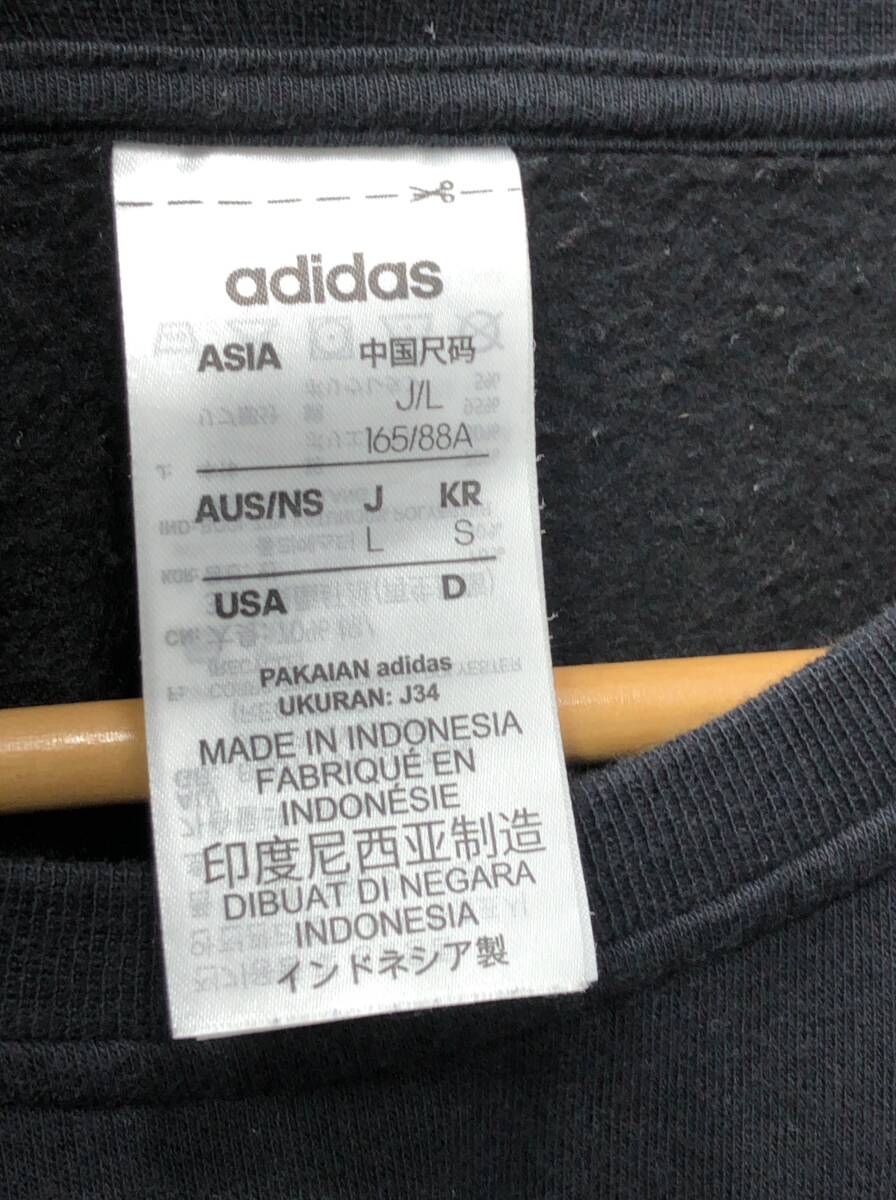 adidas
ASIA 中国尺码
J/L
165/88A
AUS/NS J KR
L S
USA D
PAKAIAN adidas
UKURAN: J34
MADE IN INDONESIA
FABRIQUÉ EN
INDONÉSIE
印度尼西亚制造
DIBUAT DI NEGARA
INDONESIA
インドネシア製